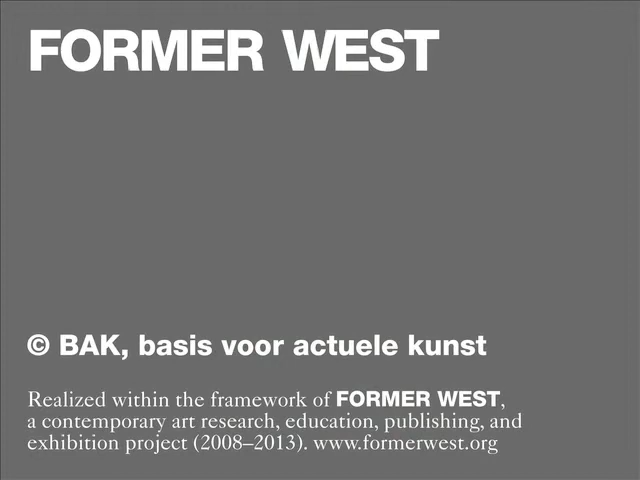 FORMER WEST
© BAK, basis voor actuele kunst
Realized within the framework of FORMER WEST,
a contemporary art research, education, publishing, and
exhibition project (2008–2013). www.formerwest.org